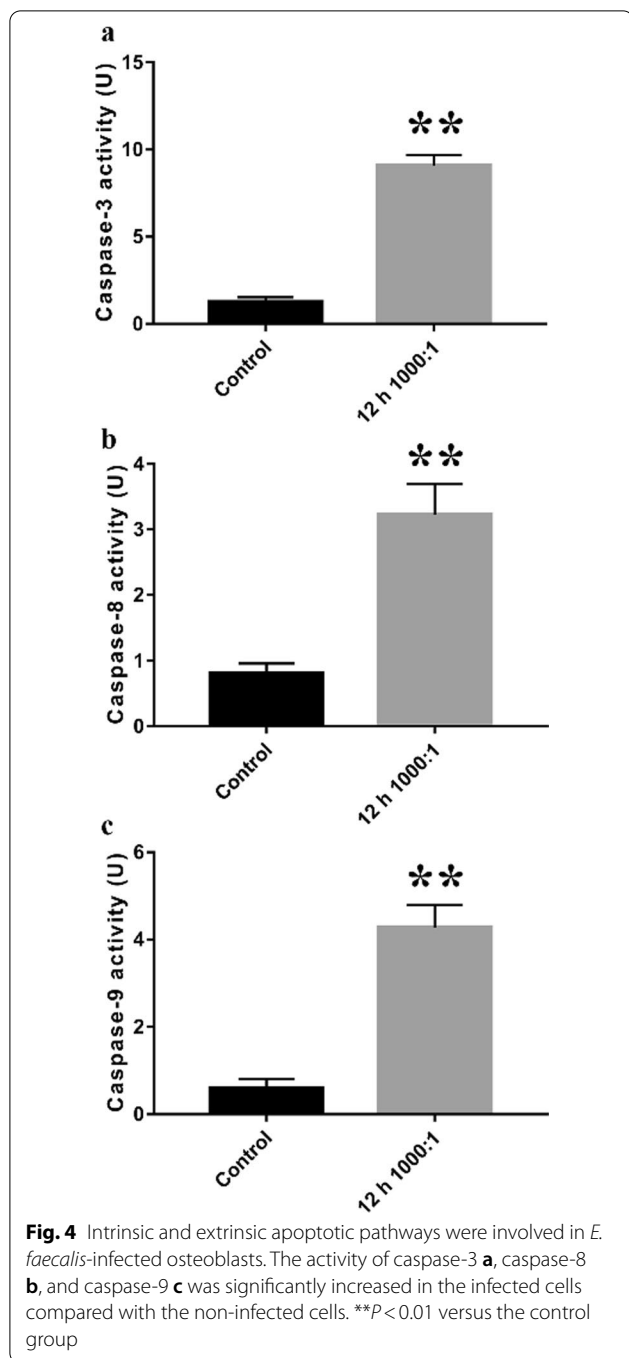 a
Caspase-3 activity (U)
15
10
5
0
**
Control
12 h 1000:1
b
Caspase-8 activity (U)
4
3
2
1
0
**
Control
12 h 1000:1
c
Caspase-9 activity (U)
6
4
2
0
**
Control
12 h 1000:1
Fig. 4 Intrinsic and extrinsic apoptotic pathways were involved in E.
faecalis-infected osteoblasts. The activity of caspase-3 a, caspase-8
b, and caspase-9 c was significantly increased in the infected cells
compared with the non-infected cells. **P < 0.01 versus the control
group